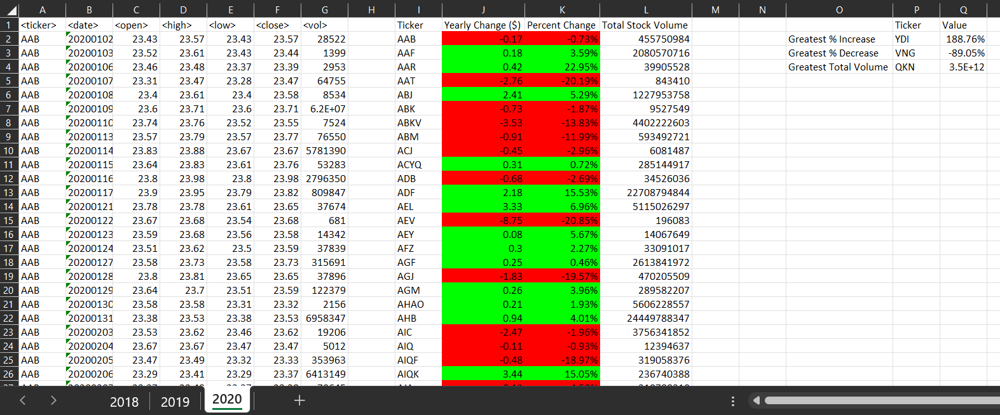 A B C D E F G H I J K L M N O P Q
1 <ticker> <date> <open> <high> <low> <close> <vol> Ticker Yearly Change ($) Percent Change Total Stock Volume Ticker Value
2 AAB 20200102 23.43 23.57 23.43 23.57 28522 AAB -0.17 -0.73% 455750984 Greatest % Increase YDI 188.76%
3 AAB 20200103 23.52 23.61 23.43 23.44 1399 AAF 0.18 3.59% 2080570716 Greatest % Decrease VNG -89.05%
4 AAB 20200106 23.46 23.48 23.37 23.39 2953 AAR 0.42 22.95% 39905528 Greatest Total Volume QKN 3.5E+12
5 AAB 20200107 23.31 23.47 23.28 23.47 64755 AAT -2.76 -20.19% 843410
6 AAB 20200108 23.4 23.61 23.4 23.58 8534 ABJ 2.41 5.29% 1227953758
7 AAB 20200109 23.6 23.71 23.6 23.71 6.2E+07 ABK -0.73 -1.87% 9527549
8 AAB 20200110 23.74 23.76 23.52 23.55 7524 ABKV -3.53 -13.83% 4402222603
9 AAB 20200113 23.57 23.79 23.57 23.77 76550 ABM -0.91 -11.99% 593492721
10 AAB 20200114 23.83 23.88 23.67 23.67 5781390 ACJ -0.45 -2.96% 6081487
11 AAB 20200115 23.64 23.83 23.61 23.76 53283 ACYQ 0.31 0.72% 285144917
12 AAB 20200116 23.8 23.98 23.8 23.98 2796350 ADB -0.68 -2.69% 34526036
13 AAB 20200117 23.9 23.95 23.79 23.82 809847 ADF 2.18 15.53% 22708794844
14 AAB 20200121 23.78 23.78 23.61 23.65 37674 AEL 3.33 6.96% 5115026297
15 AAB 20200122 23.67 23.68 23.54 23.68 681 AEV -8.75 -20.85% 196083
16 AAB 20200123 23.59 23.68 23.56 23.58 14342 AEY 0.08 5.67% 14067649
17 AAB 20200124 23.51 23.62 23.5 23.59 37839 AFZ 0.3 2.27% 33091017
18 AAB 20200127 23.58 23.73 23.58 23.73 315691 AGF 0.25 0.46% 2613841972
19 AAB 20200128 23.8 23.81 23.65 23.65 37896 AGJ -1.83 -19.57% 470205509
20 AAB 20200129 23.64 23.7 23.51 23.59 122379 AGM 0.26 3.96% 289582207
21 AAB 20200130 23.58 23.58 23.31 23.32 2156 AHAO 0.21 1.93% 5606228557
22 AAB 20200131 23.38 23.53 23.38 23.53 6958347 AHB 0.94 4.01% 24449788347
23 AAB 20200203 23.53 23.62 23.46 23.62 19206 AIC -2.47 -1.96% 3756341852
24 AAB 20200204 23.67 23.67 23.47 23.47 5012 AIQ -0.11 -0.93% 12394637
25 AAB 20200205 23.47 23.49 23.32 23.33 353963 AIQF -0.48 -18.97% 319058376
26 AAB 20200206 23.29 23.41 23.29 23.37 6413149 AIQK 3.44 15.05% 236740388
2018 2019 2020